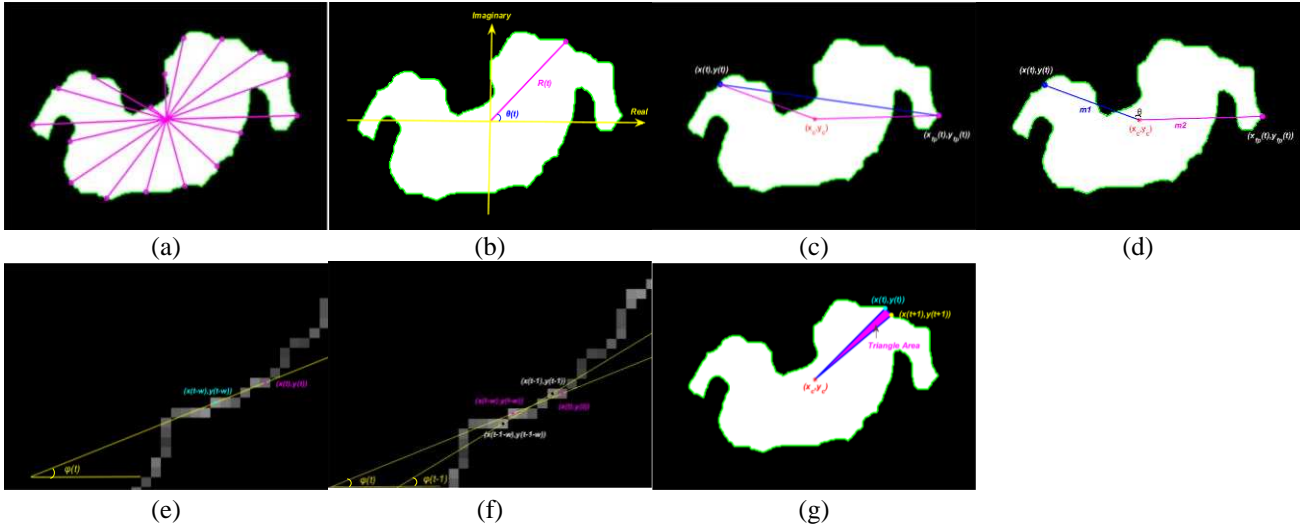 Imaginary
R(t)
θ(t)
Real
(x(t),y(t))
(x_c,y_c)
(x_fp(t),y_fp(t))
(x(t),y(t))
m1
θ
(x_c,y_c)
m2
(x_fp(t),y_fp(t))
(a)
(b)
(c)
(d)
(x(t-w),y(t-w))
(x(t),y(t))
φ(t)
(x(t-1),y(t-1))
(x(t-w),y(t-w))
(x(t),y(t))
(x(t-1-w),y(t-1-w))
φ(t)
φ(t-1)
(x(t),y(t))
(x(t+1),y(t+1))
Triangle Area
(x_c,y_c)
(e)
(f)
(g)